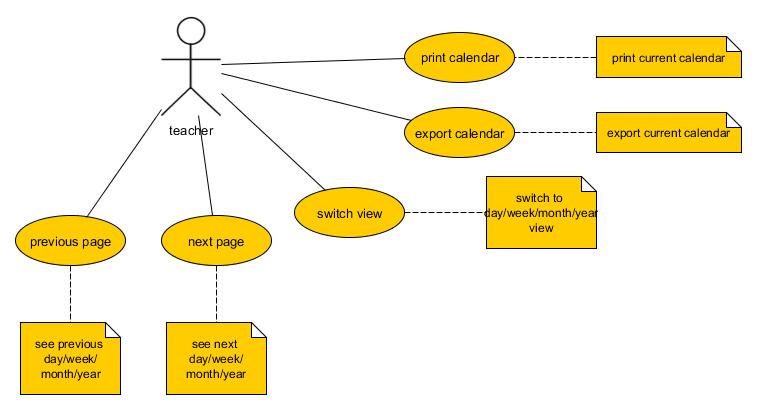 print calendar
print current calendar
teacher
export calendar
export current calendar
switch view
switch to
day/week/month/year
view
previous page
next page
see previous
day/week/
month/year
see next
day/week/
month/year